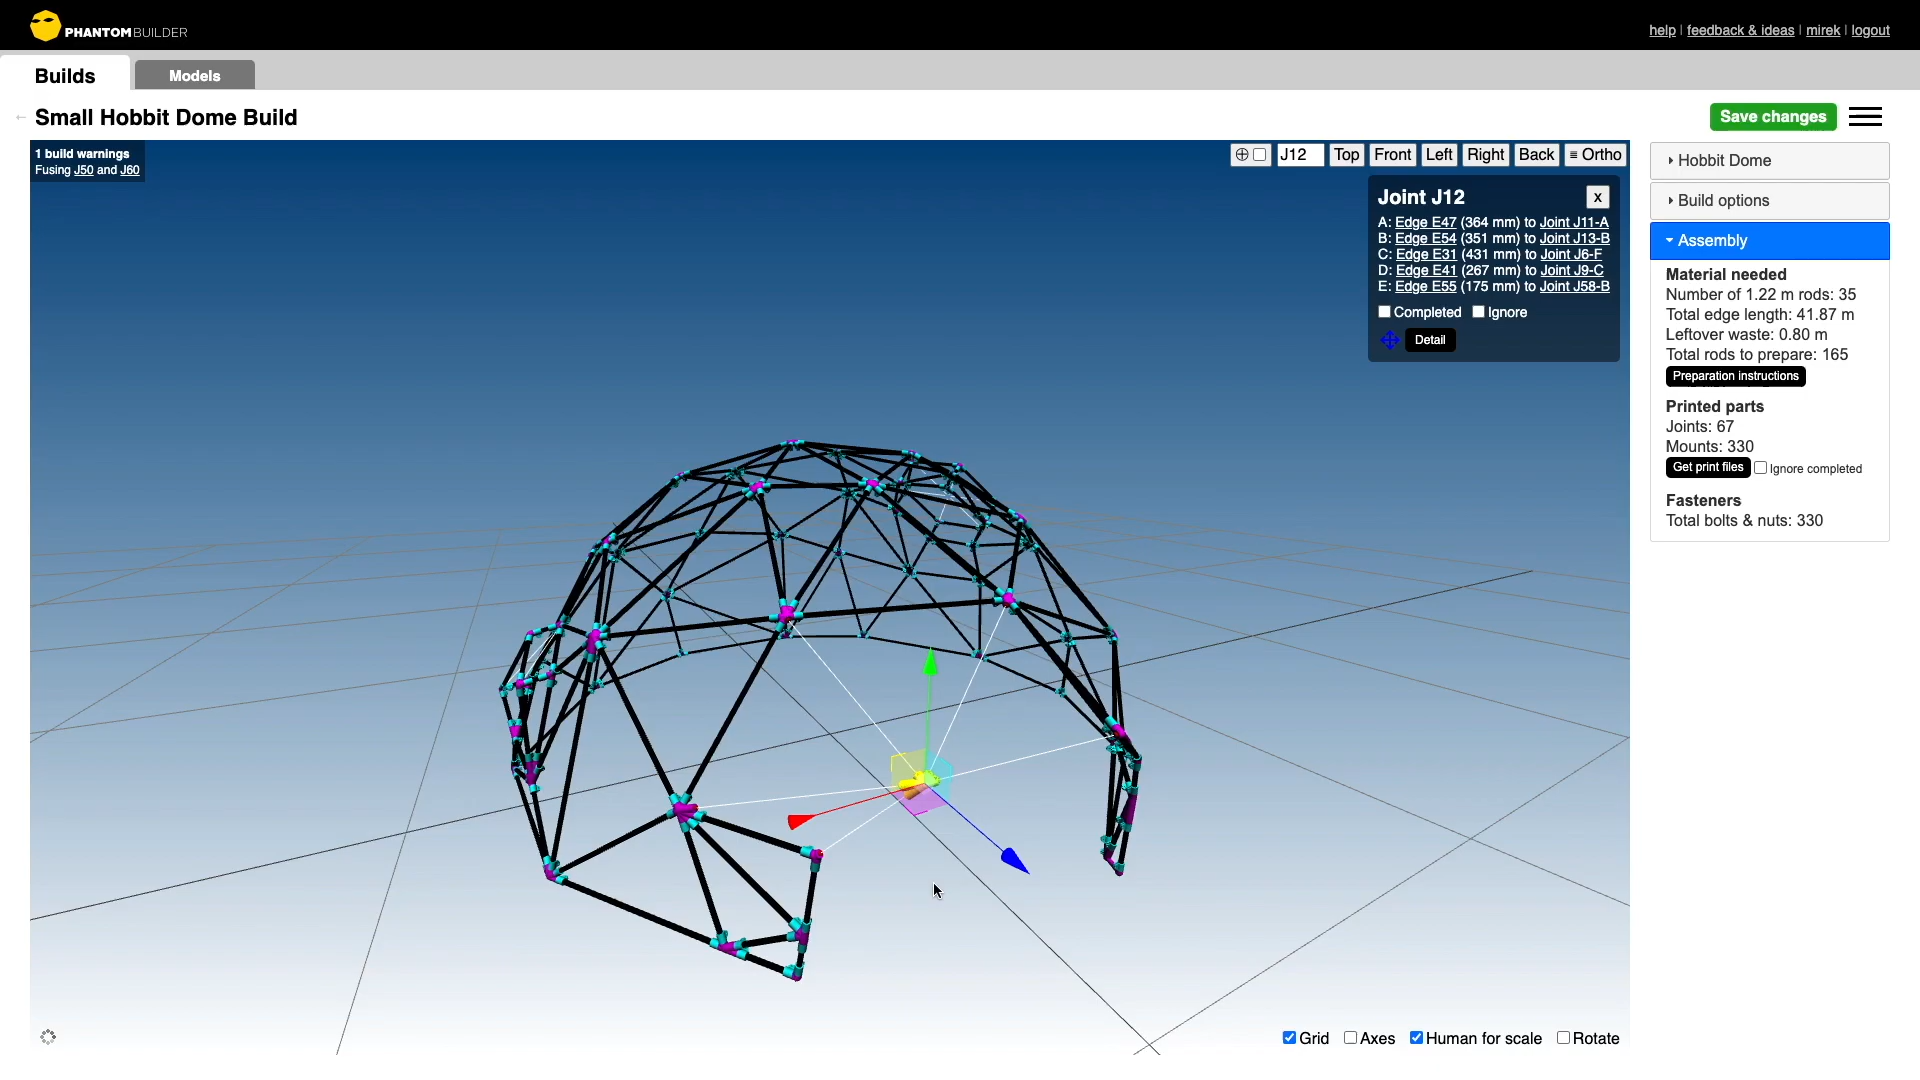 PHANTOMBUILDER
help | feedback & ideas | mirek | logout
Builds
Models
← Small Hobbit Dome Build
Save changes
1 build warnings
Fusing J50 and J60
J12
Top
Front
Left
Right
Back
≡ Ortho
Joint J12
x
A: Edge E47 (364 mm) to Joint J11-A
B: Edge E54 (351 mm) to Joint J13-B
C: Edge E31 (431 mm) to Joint J6-F
D: Edge E41 (267 mm) to Joint J9-C
E: Edge E55 (175 mm) to Joint J58-B
Completed
Ignore
Detail
Hobbit Dome
Build options
Assembly
Material needed
Number of 1.22 m rods: 35
Total edge length: 41.87 m
Leftover waste: 0.80 m
Total rods to prepare: 165
Preparation instructions
Printed parts
Joints: 67
Mounts: 330
Get print files
Ignore completed
Fasteners
Total bolts & nuts: 330
Grid
Axes
Human for scale
Rotate